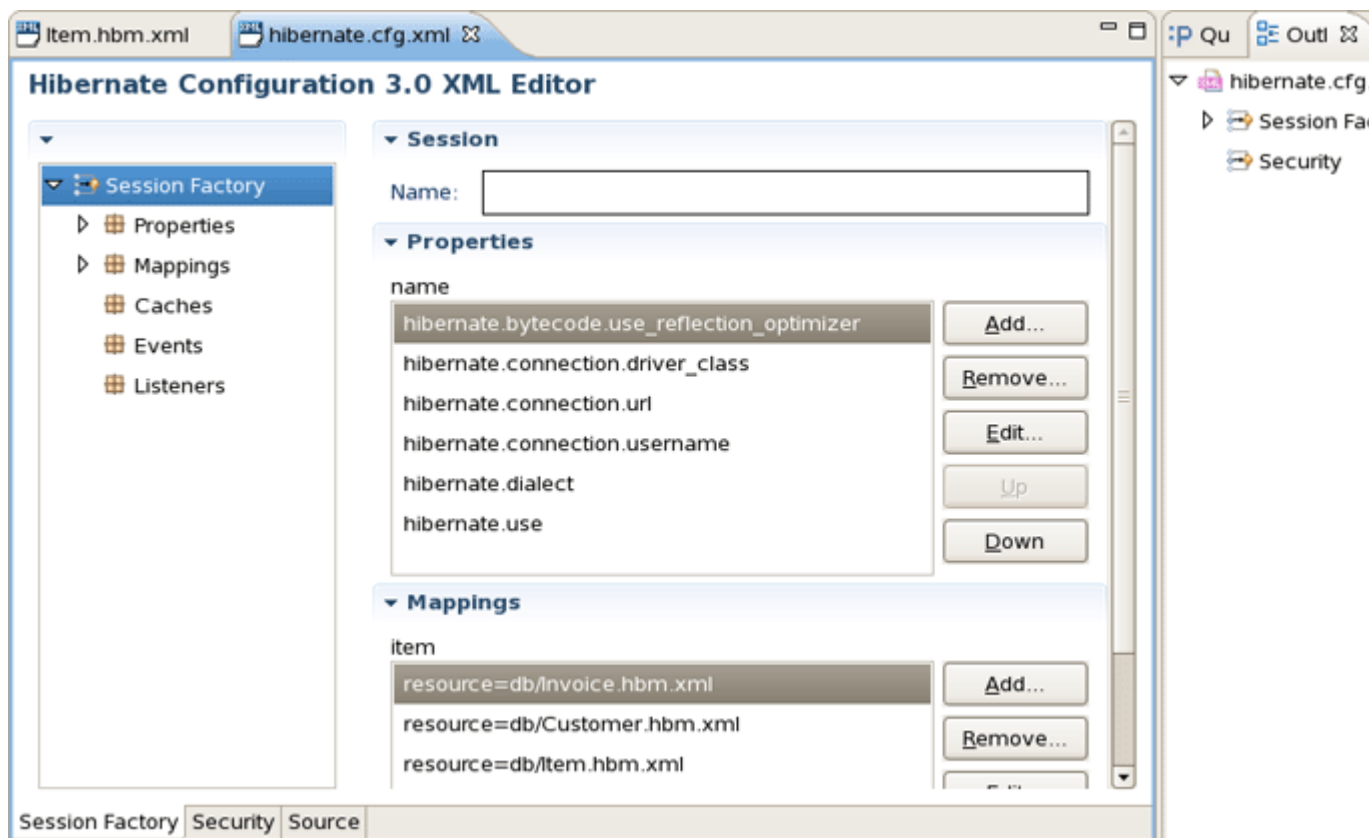 Item.hbm.xml
hibernate.cfg.xml
Qu
Outl
Hibernate Configuration 3.0 XML Editor
hibernate.cfg.
Session Fac
Security
Session Factory
Properties
Mappings
Caches
Events
Listeners
Session
Name:
Properties
name
hibernate.bytecode.use_reflection_optimizer
hibernate.connection.driver_class
hibernate.connection.url
hibernate.connection.username
hibernate.dialect
hibernate.use
Add...
Remove...
Edit...
Up
Down
Mappings
item
resource=db/Invoice.hbm.xml
resource=db/Customer.hbm.xml
resource=db/Item.hbm.xml
Add...
Remove...
Session Factory Security Source